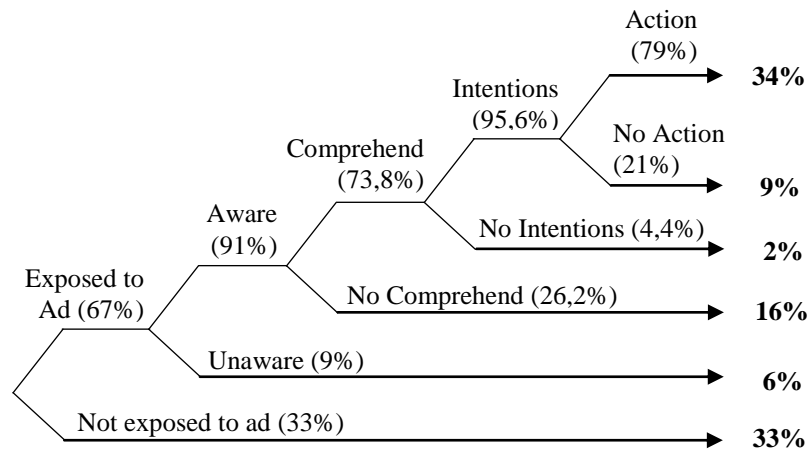 Action
(79%)
34%
Intentions
(95,6%)
No Action
(21%)
9%
Comprehend
(73,8%)
No Intentions (4,4%)
2%
Aware
(91%)
No Comprehend (26,2%)
16%
Exposed to
Ad (67%)
Unaware (9%)
6%
Not exposed to ad (33%)
33%